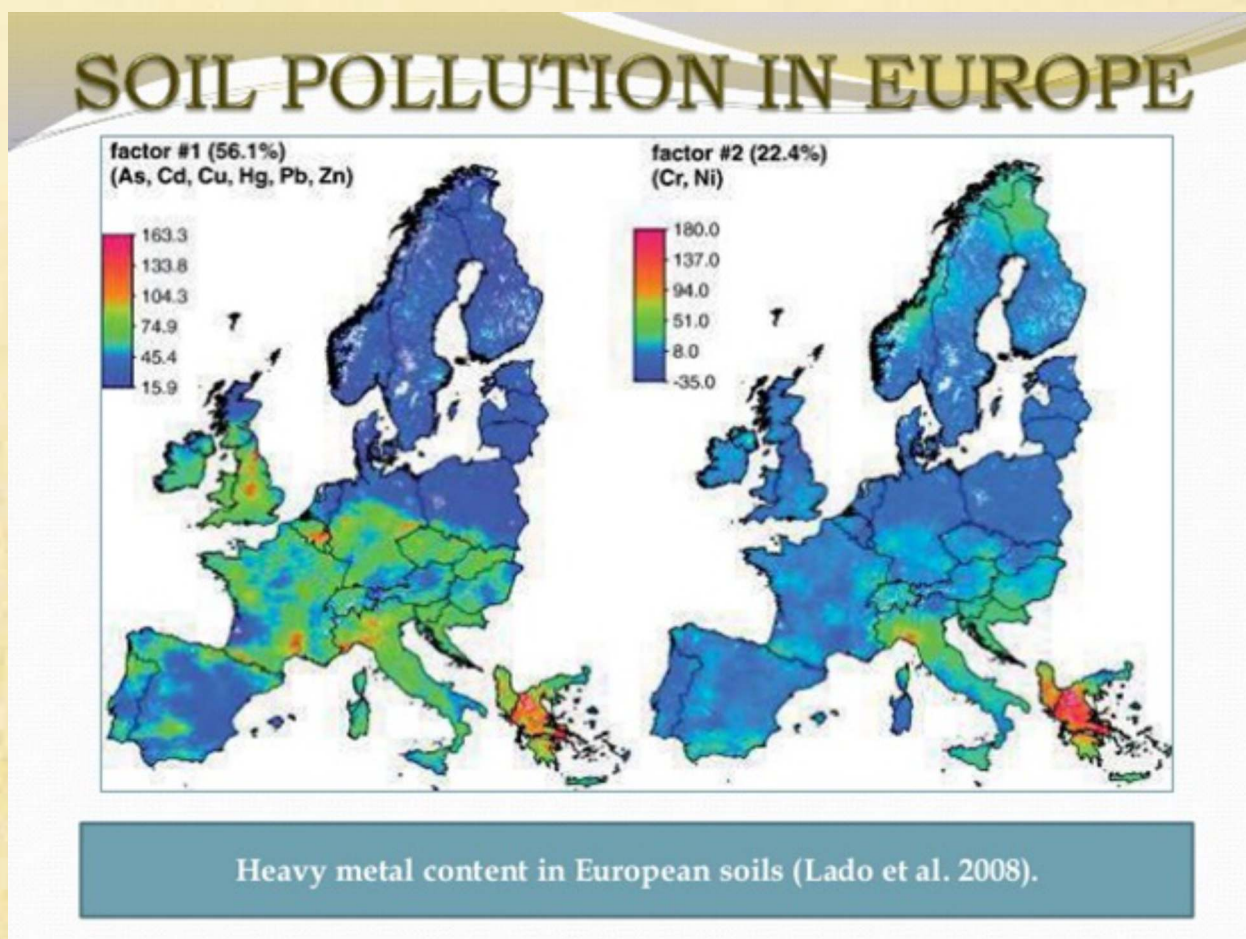 SOIL POLLUTION IN EUROPE
factor #1 (56.1%)
(As, Cd, Cu, Hg, Pb, Zn)
163.3
133.8
104.3
74.9
45.4
15.9
factor #2 (22.4%)
(Cr, Ni)
180.0
137.0
94.0
51.0
8.0
-35.0
Heavy metal content in European soils (Lado et al. 2008).